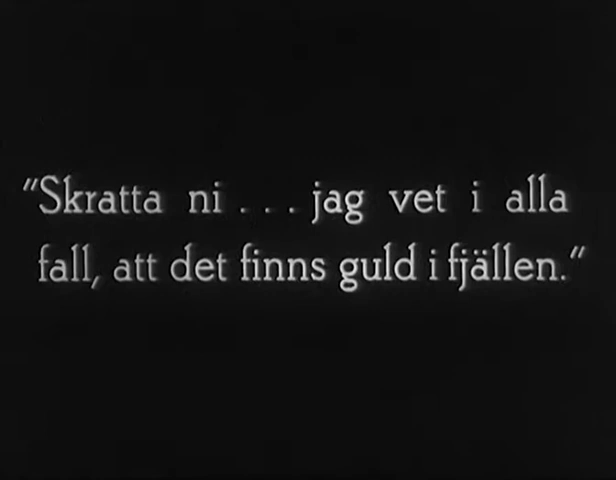 "Skratta ni . . . jag vet i alla
fall, att det finns guld i fjällen."